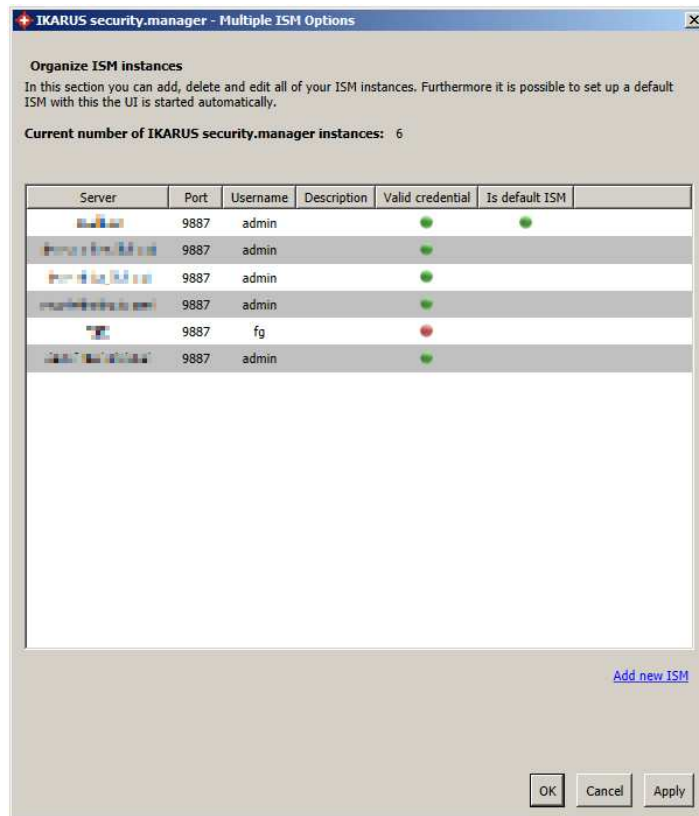 IKARUS security.manager - Multiple ISM Options
Organize ISM instances
In this section you can add, delete and edit all of your ISM instances. Furthermore it is possible to set up a default
ISM with this the UI is started automatically.
Current number of IKARUS security.manager instances: 6
Server Port Username Description Valid credential Is default ISM
9887 admin
9887 admin
9887 admin
9887 admin
9887 fg
9887 admin
Add new ISM
OK Cancel Apply